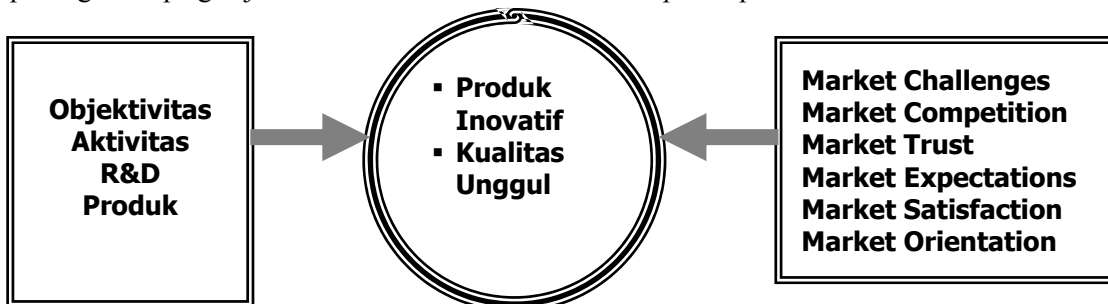 Objektivitas
Aktivitas
R&D
Produk
▪ Produk
Inovatif
▪ Kualitas
Unggul
Market Challenges
Market Competition
Market Trust
Market Expectations
Market Satisfaction
Market Orientation